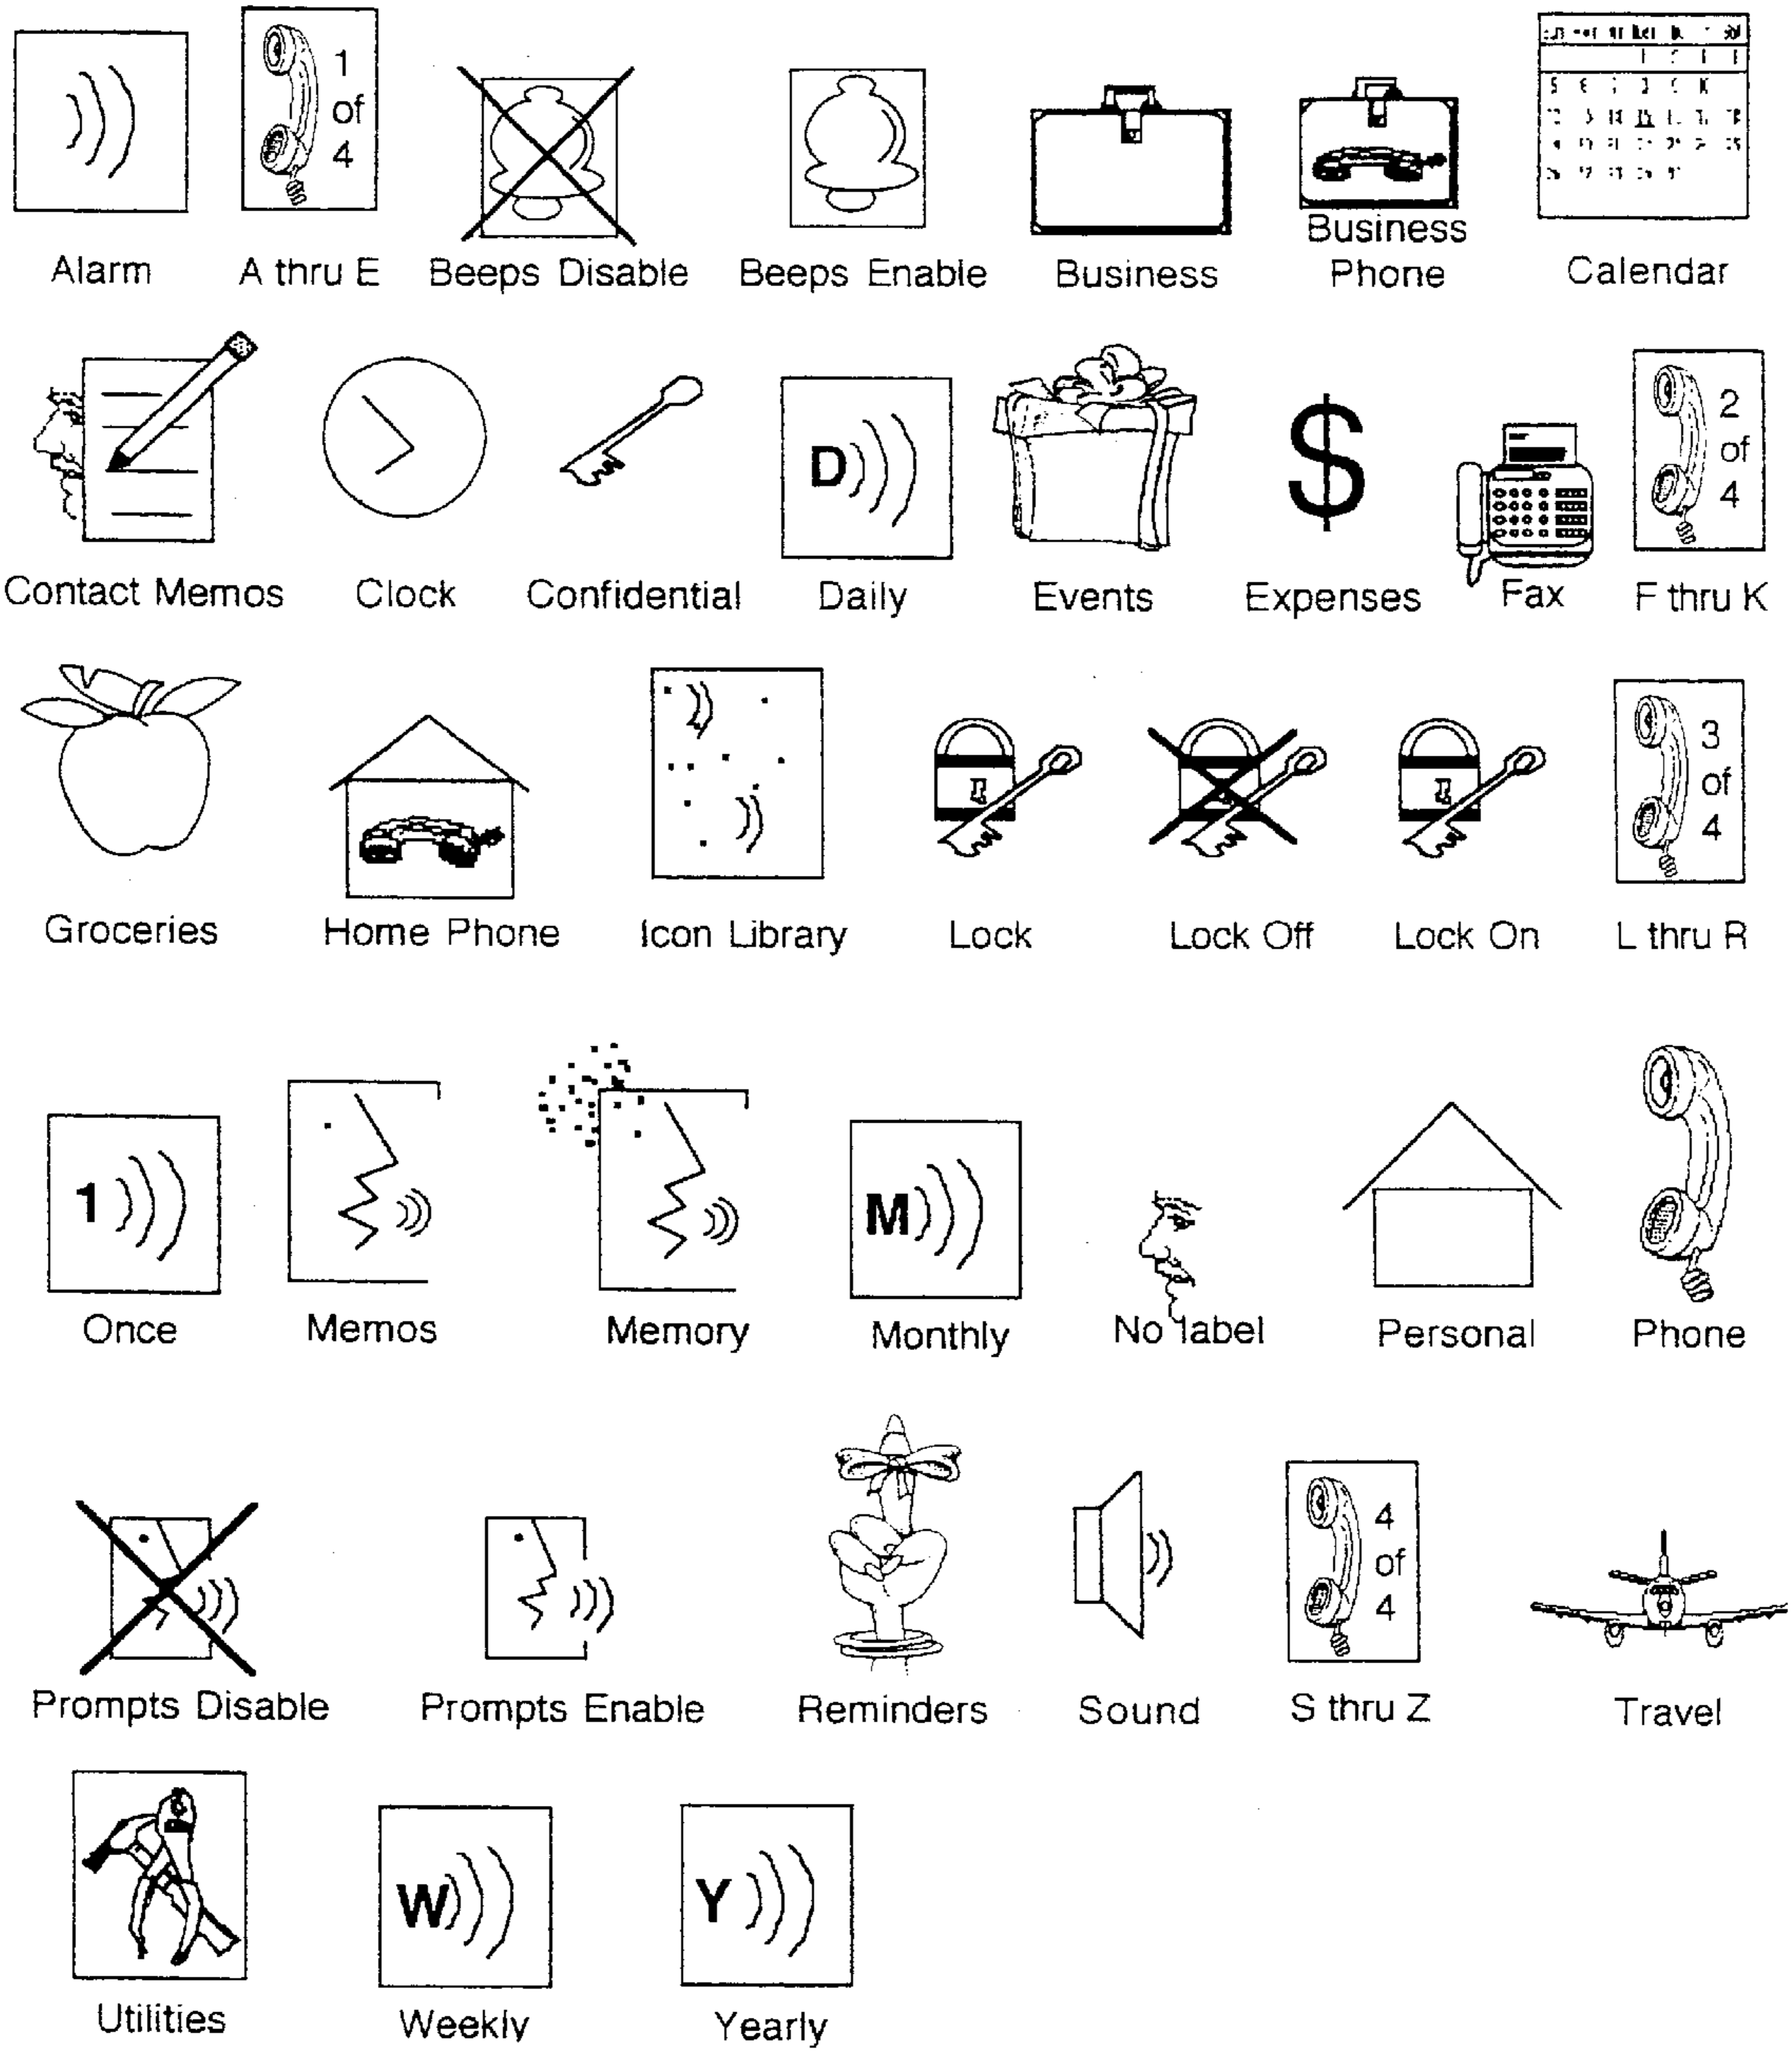 1
of
4
Alarm
A thru E
Beeps Disable
Beeps Enable
Business
Business
Phone
Calendar
D
$
2
of
4
Contact Memos
Clock
Confidential
Daily
Events
Expenses
Fax
F thru K
3
of
4
Groceries
Home Phone
Icon Library
Lock
Lock Off
Lock On
L thru R
1
M
Once
Memos
Memory
Monthly
No label
Personal
Phone
4
of
4
Prompts Disable
Prompts Enable
Reminders
Sound
S thru Z
Travel
W
Y
Utilities
Weekly
Yearly